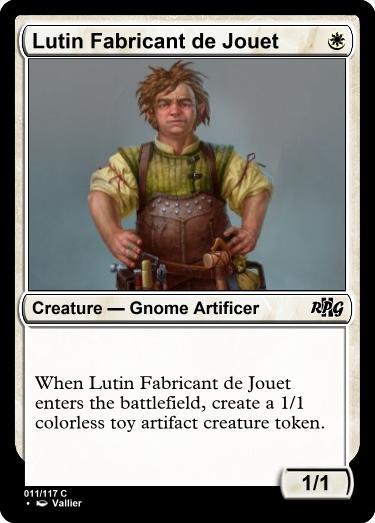 Lutin Fabricant de Jouet
Creature — Gnome Artificer
RPG
When Lutin Fabricant de Jouet
enters the battlefield, create a 1/1
colorless toy artifact creature token.
1/1
011/117 C
• Vallier